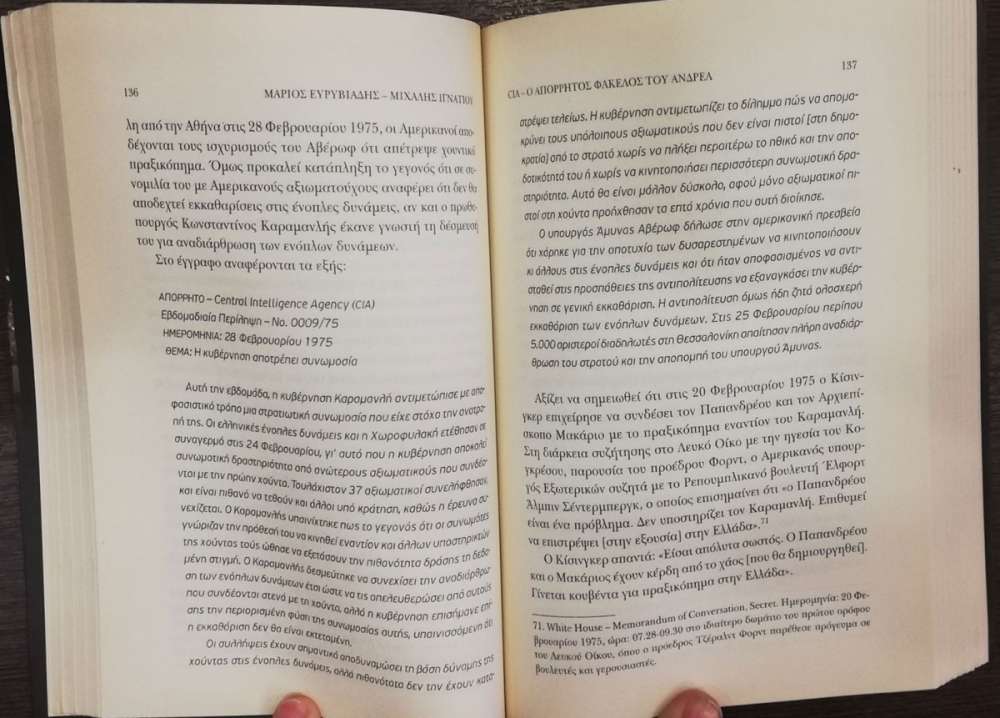 136
ΜΑΡΙΟΣ ΕΥΡΥΒΙΑΔΗΣ – ΜΙΧΑΛΗΣ ΙΓΝΑΤΙΟΥ
λη από την Αθήνα στις 28 Φεβρουαρίου 1975, οι Αμερικανοί απο-
δέχονται τους ισχυρισμούς του Αβέρωφ ότι απέτρεψε χουντικό
πραξικόπημα. Όμως προκαλεί κατάπληξη το γεγονός ότι σε συ-
νομιλία του με Αμερικανούς αξιωματούχους αναφέρει ότι δεν θα
αποδεχτεί εκκαθαρίσεις στις ένοπλες δυνάμεις, αν και ο πρωθυ-
πουργός Κωνσταντίνος Καραμανλής έκανε γνωστή τη δέσμευσή
του για αναδιάρθρωση των ενόπλων δυνάμεων.
Στο έγγραφο αναφέρονται τα εξής:
ΑΠΟΡΡΗΤΟ – Central Intelligence Agency (CIA)
Εβδομαδιαία Περίληψη – No. 0009/75
ΗΜΕΡΟΜΗΝΙΑ: 28 Φεβρουαρίου 1975
ΘΕΜΑ: Η κυβέρνηση αποτρέπει συνωμοσία
Αυτή την εβδομάδα, η κυβέρνηση Καραμανλή αντιμετώπισε με απο-
φασιστικό τρόπο μια στρατιωτική συνωμοσία που είχε στόχο την ανατρο-
πή της. Οι ελληνικές ένοπλες δυνάμεις και η Χωροφυλακή ετέθησαν σε
συναγερμό στις 24 Φεβρουαρίου, γι' αυτό που η κυβέρνηση αποκαλεί
συνωμοτική δραστηριότητα από ανώτερους αξιωματικούς που συνδέο-
νται με την πρώην χούντα. Τουλάχιστον 37 αξιωματικοί συνελήφθησαν,
και είναι πιθανό να τεθούν και άλλοι υπό κράτηση, καθώς η έρευνα συ-
νεχίζεται. Ο Καραμανλής υπαινίχτηκε πως το γεγονός ότι οι συνωμότες
γνώριζαν την πρόθεσή του να κινηθεί εναντίον και άλλων υποστηρικτών
της χούντας τούς ώθησε να εξετάσουν την πιθανότητα δράσης τη δεδο-
μένη στιγμή. Ο Καραμανλής δεσμεύτηκε να συνεχίσει την αναδιάρθρω-
ση των ενόπλων δυνάμεων έτσι ώστε να τις απελευθερώσει από αυτούς
που συνδέονται στενά με τη χούντα, αλλά η κυβέρνηση επισήμανε επί-
σης την περιορισμένη φύση της συνωμοσίας αυτής, υπαινισσόμενη ότι
η εκκαθάριση δεν θα είναι εκτεταμένη.
Οι συλλήψεις έχουν σημαντικά αποδυναμώσει τη βάση δύναμης της
χούντας στις ένοπλες δυνάμεις, αλλά πιθανότατα δεν την έχουν κατα-
137
CIA – Ο ΑΠΟΡΡΗΤΟΣ ΦΑΚΕΛΟΣ ΤΟΥ ΑΝΔΡΕΑ
στρέψει τελείως. Η κυβέρνηση αντιμετωπίζει το δίλημμα πώς να απομα-
κρύνει τους υπόλοιπους αξιωματικούς που δεν είναι πιστοί [στη δημο-
κρατία] από το στρατό χωρίς να πλήξει περαιτέρω το ηθικό και την απο-
δοτικότητά του ή χωρίς να κινητοποιήσει περισσότερη συνωμοτική δρα-
στηριότητα. Αυτό θα είναι μάλλον δύσκολο, αφού μόνο αξιωματικοί πι-
στοί στη χούντα προήχθησαν τα επτά χρόνια που αυτή διοίκησε.
Ο υπουργός Άμυνας Αβέρωφ δήλωσε στην αμερικανική πρεσβεία
ότι χάρηκε για την αποτυχία των δυσαρεστημένων να κινητοποιήσουν
κι άλλους στις ένοπλες δυνάμεις και ότι ήταν αποφασισμένος να αντι-
σταθεί στις προσπάθειες της αντιπολίτευσης να εξαναγκάσει την κυβέρ-
νηση σε γενική εκκαθάριση. Η αντιπολίτευση όμως ήδη ζητά ολοσχερή
εκκαθάριση των ενόπλων δυνάμεων. Στις 25 Φεβρουαρίου περίπου
5.000 αριστεροί διαδηλωτές στη Θεσσαλονίκη απαίτησαν πλήρη αναδιάρ-
θρωση του στρατού και την αποπομπή του υπουργού Άμυνας.
Αξίζει να σημειωθεί ότι στις 20 Φεβρουαρίου 1975 ο Κίσιν-
γκερ επιχείρησε να συνδέσει τον Παπανδρέου και τον Αρχιεπί-
σκοπο Μακάριο με το πραξικόπημα εναντίον του Καραμανλή.
Στη διάρκεια συζήτησης στο Λευκό Οίκο με την ηγεσία του Κο-
γκρέσου, παρουσία του προέδρου Φορντ, ο Αμερικανός υπουρ-
γός Εξωτερικών συζητά με το Ρεπουμπλικανό βουλευτή Έλφορντ
Άλμπιν Σέντερμπεργκ, ο οποίος επισημαίνει ότι «ο Παπανδρέου
είναι ένα πρόβλημα. Δεν υποστηρίζει τον Καραμανλή. Επιθυμεί
να επιστρέψει [στην εξουσία] στην Ελλάδα».71
Ο Κίσινγκερ απαντά: «Είσαι απόλυτα σωστός. Ο Παπανδρέου
και ο Μακάριος έχουν κέρδη από το χάος [που θα δημιουργηθεί].
Γίνεται κουβέντα για πραξικόπημα στην Ελλάδα».
71. White House – Memorandum of Conversation. Secret. Ημερομηνία: 20 Φε-
βρουαρίου 1975, ώρα: 07.28-09.30 στο ιδιαίτερο δωμάτιο του πρώτου ορόφου
του Λευκού Οίκου, όπου ο πρόεδρος Τζέραλντ Φορντ παρέθεσε πρόγευμα σε
βουλευτές και γερουσιαστές.